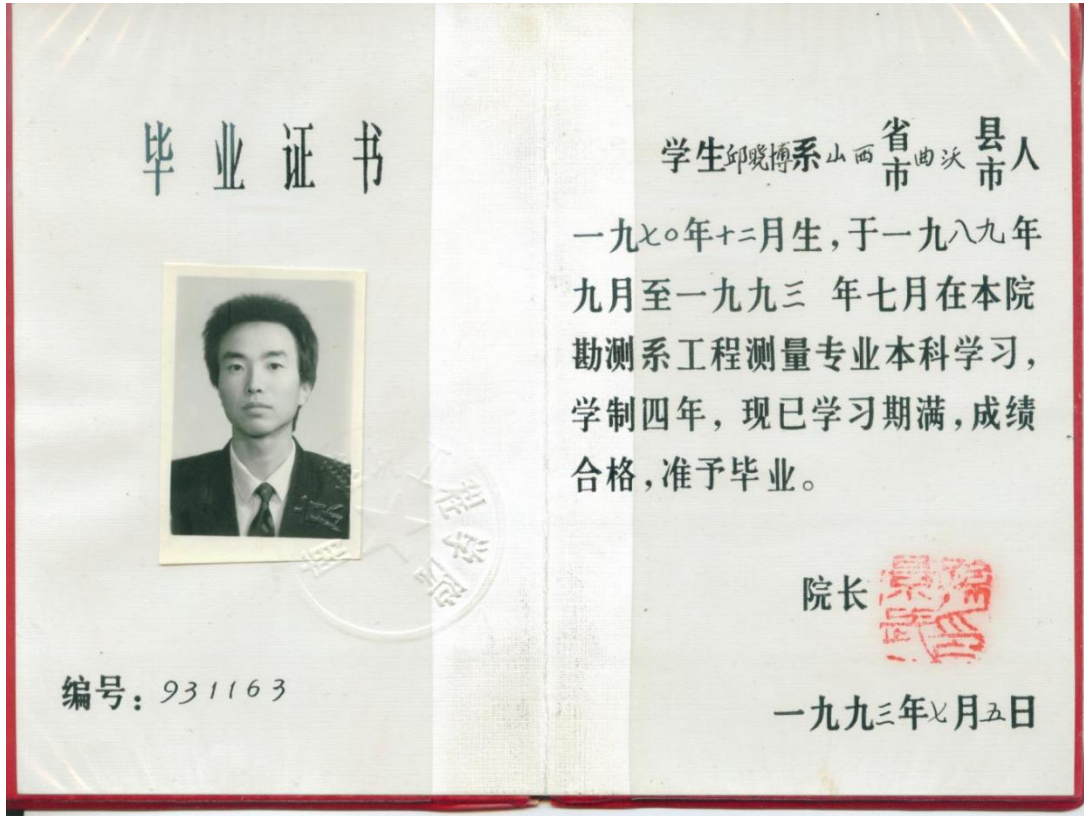 毕业证书
编号：931163
学生邱晓博系山西省市曲沃县市人
一九七〇年十二月生，于一九八九年
九月至一九九三 年七月在本院
勘测系工程测量专业本科学习，
学制四年，现已学习期满，成绩
合格，准予毕业。
院长
一九九三年七月五日